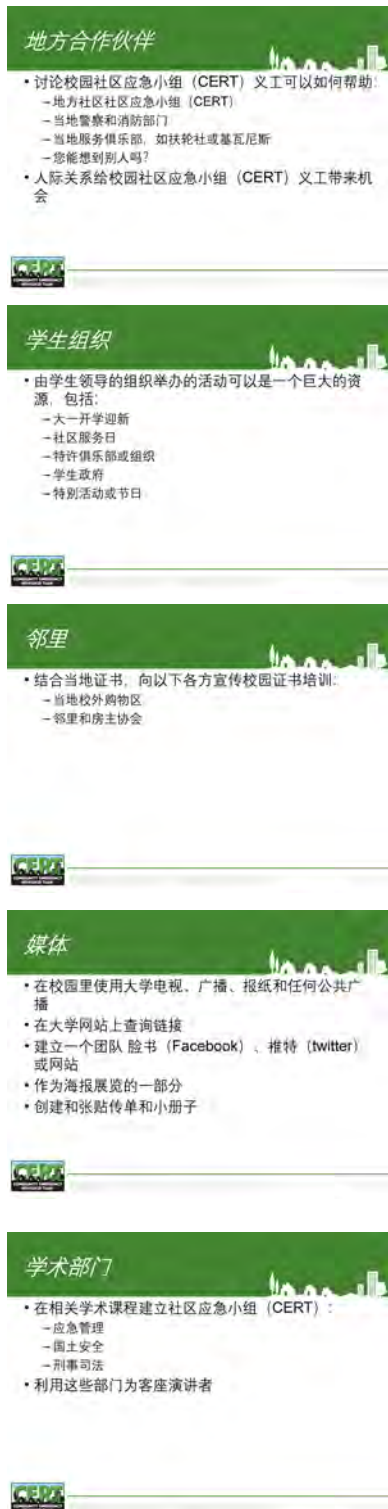 地方合作伙伴
• 讨论校园社区应急小组（CERT）义工可以如何帮助:
–地方社区社区应急小组（CERT）
–当地警察和消防部门
–当地服务俱乐部，如扶轮社或基瓦尼斯
–您能想到别人吗?
• 人际关系给校园社区应急小组（CERT）义工带来机
会
CERT
学生组织
• 由学生领导的组织举办的活动可以是一个巨大的资
源，包括:
–大一开学迎新
–社区服务日
–特许俱乐部或组织
–学生政府
–特别活动或节日
CERT
邻里
• 结合当地证书，向以下各方宣传校园证书培训:
–当地校外购物区
–邻里和房主协会
CERT
媒体
• 在校园里使用大学电视、广播、报纸和任何公共广
播
• 在大学网站上查询链接
• 建立一个团队 脸书（Facebook）、推特（twitter）
或网站
• 作为海报展览的一部分
• 创建和张贴传单和小册子
CERT
学术部门
• 在相关学术课程建立社区应急小组（CERT）:
–应急管理
–国土安全
–刑事司法
• 利用这些部门为客座演讲者
CERT